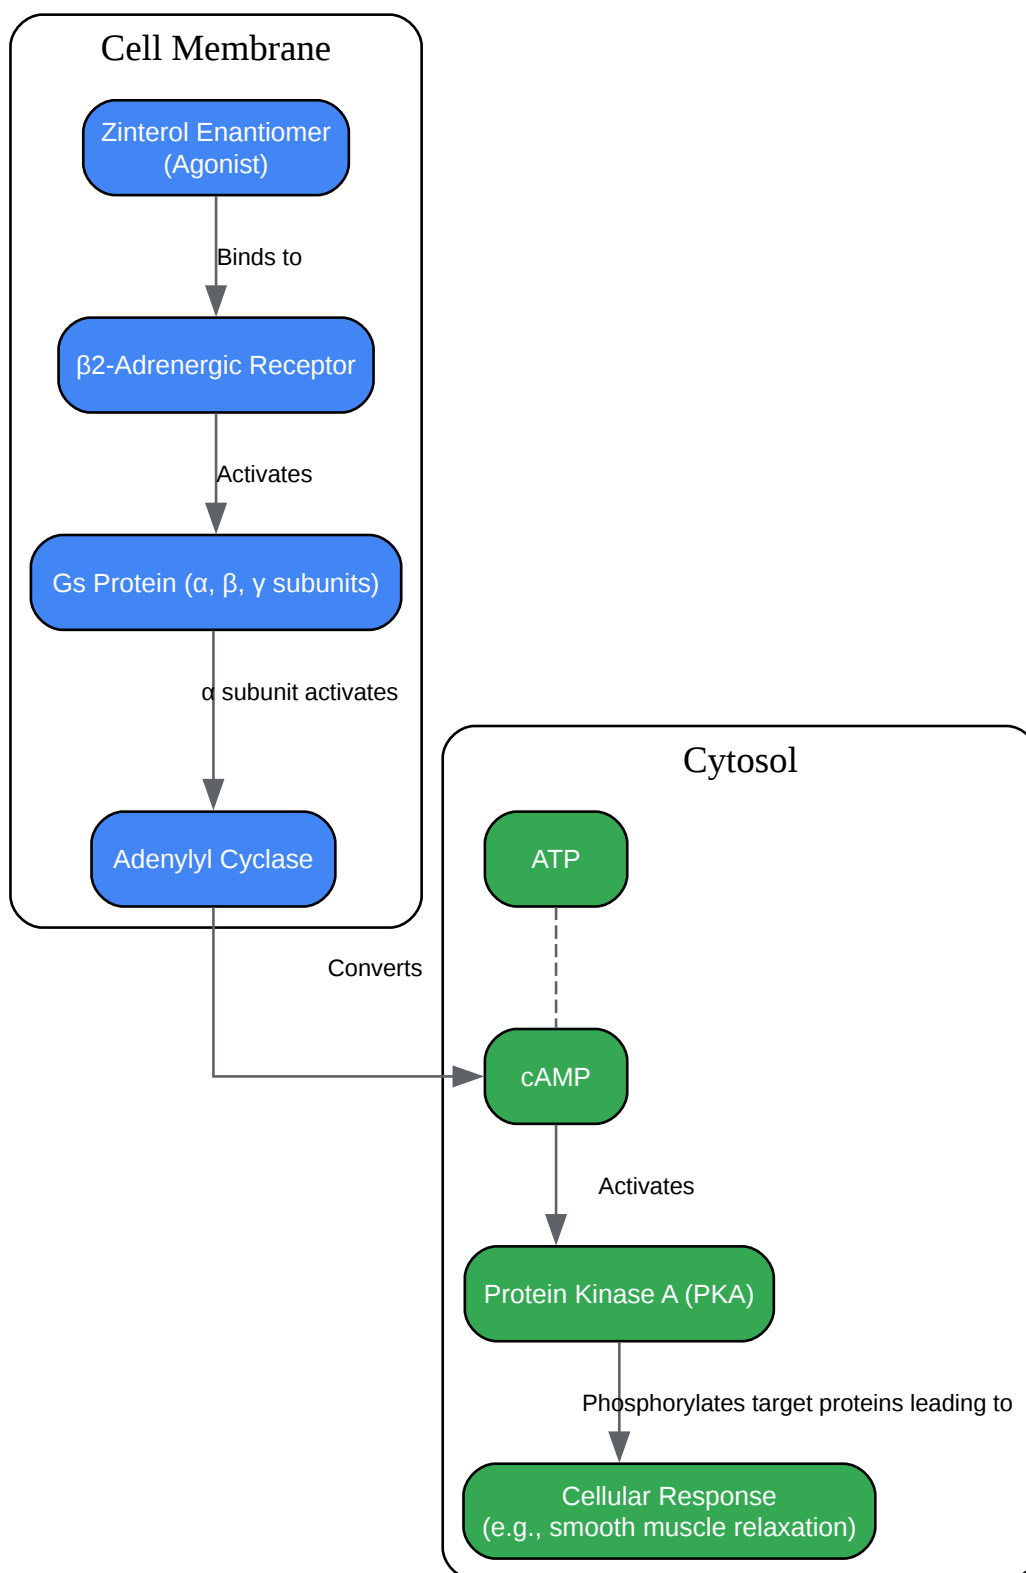 Cell Membrane
Zinterol Enantiomer
(Agonist)
Binds to
β2-Adrenergic Receptor
Activates
Gs Protein (α, β, γ subunits)
α subunit activates
Adenylyl Cyclase
Converts
Cytosol
ATP
cAMP
Activates
Protein Kinase A (PKA)
Phosphorylates target proteins leading to
Cellular Response
(e.g., smooth muscle relaxation)